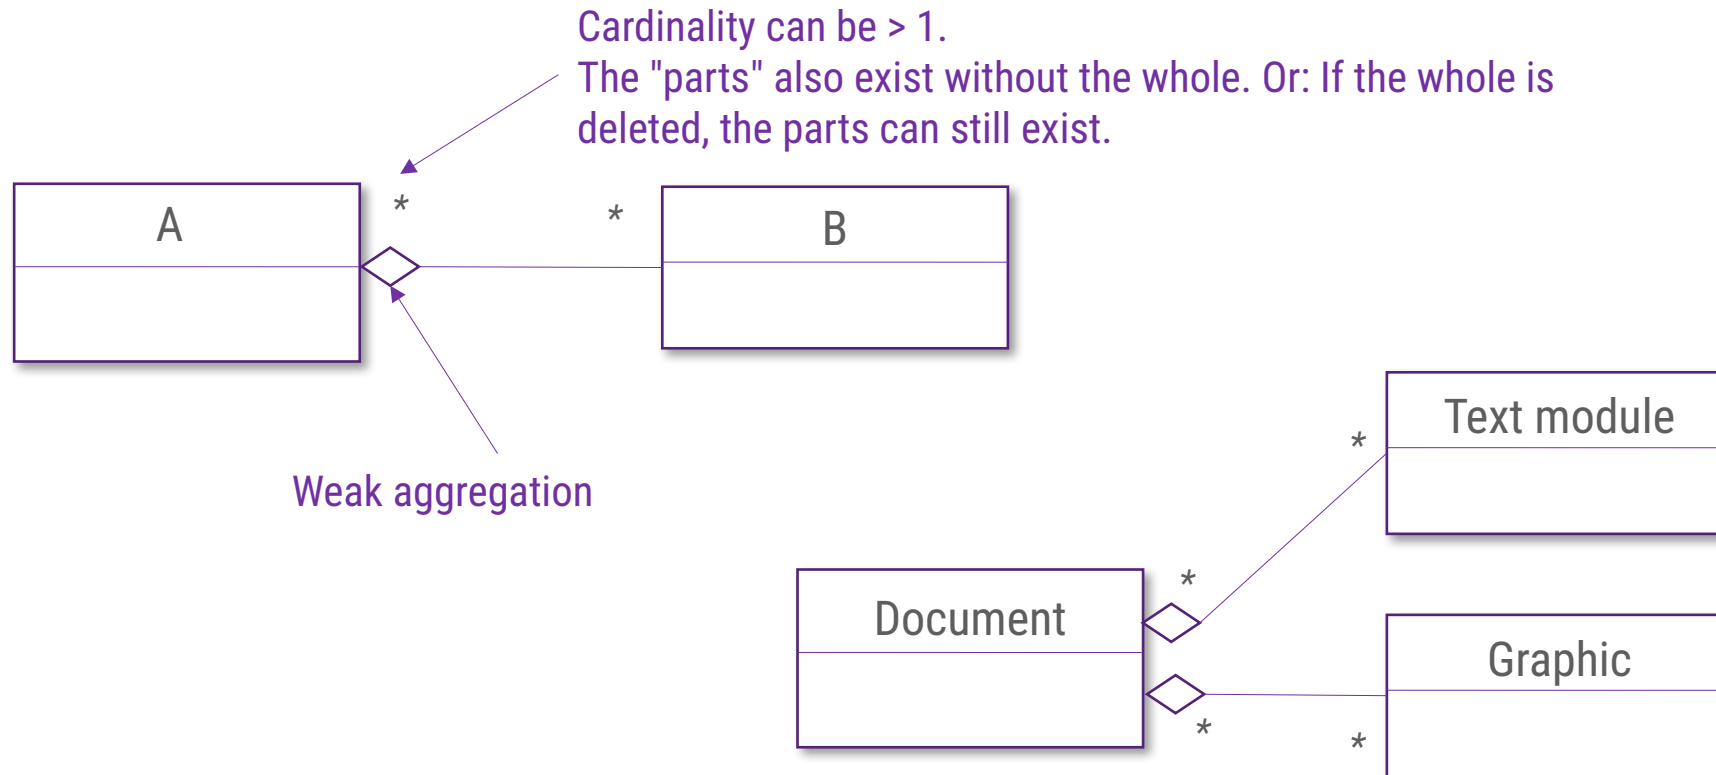 Cardinality can be > 1.
The "parts" also exist without the whole. Or: If the whole is
deleted, the parts can still exist.
A
*
*
B
Weak aggregation
Text module
*
Document
*
Graphic
*
*